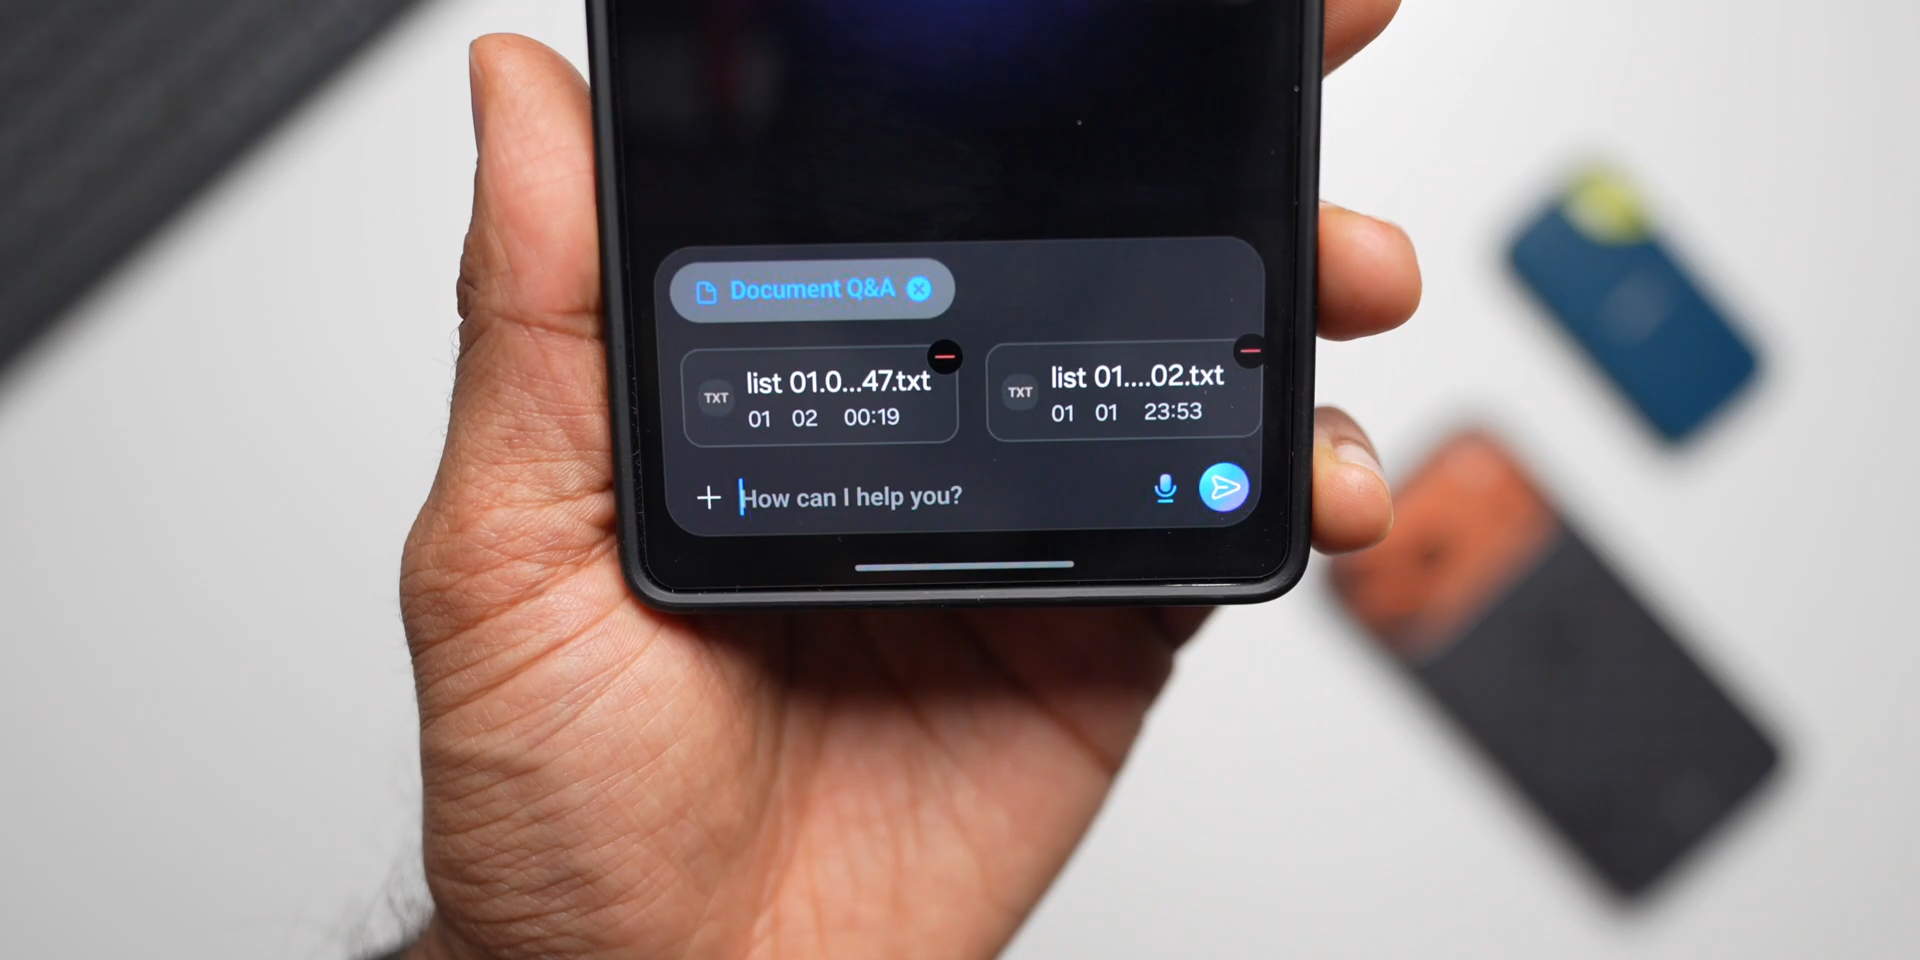 Document Q&A
TXT
list 01.0...47.txt
01 02 00:19
TXT
list 01....02.txt
01 01 23:53
How can I help you?